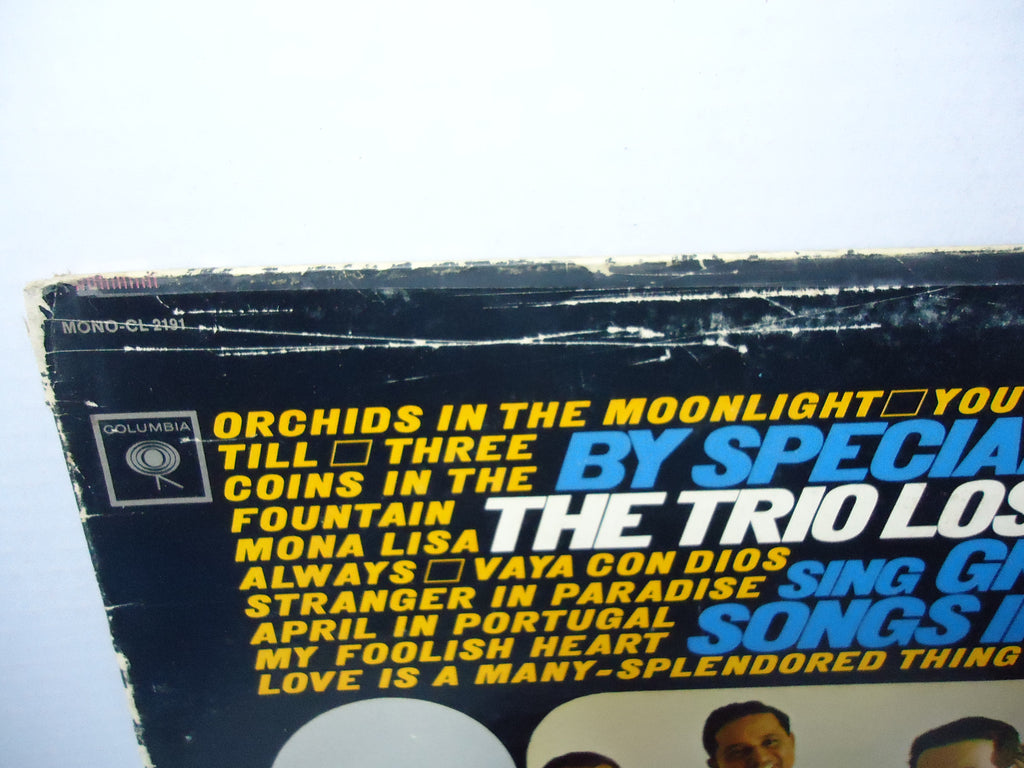 MONO-CL 2191
COLUMBIA
ORCHIDS IN THE MOONLIGHT □ YOU
TILL □ THREE
COINS IN THE
FOUNTAIN
MONA LISA
ALWAYS □ VAYA CON DIOS
STRANGER IN PARADISE
APRIL IN PORTUGAL
MY FOOLISH HEART
LOVE IS A MANY-SPLENDORED THING
BY SPECIA
THE TRIO LOS
SING GR
SONGS I